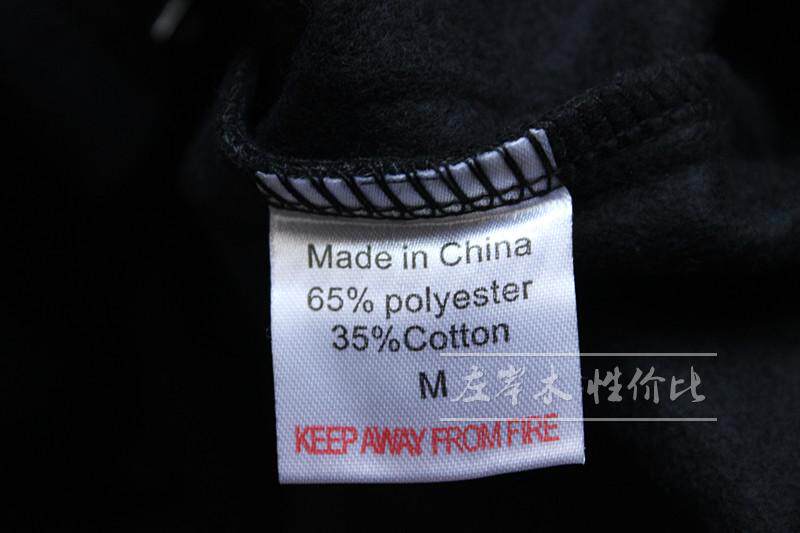 Made in China
65% polyester
35%Cotton
M
左岸木 性价比
KEEP AWAY FROM FIRE